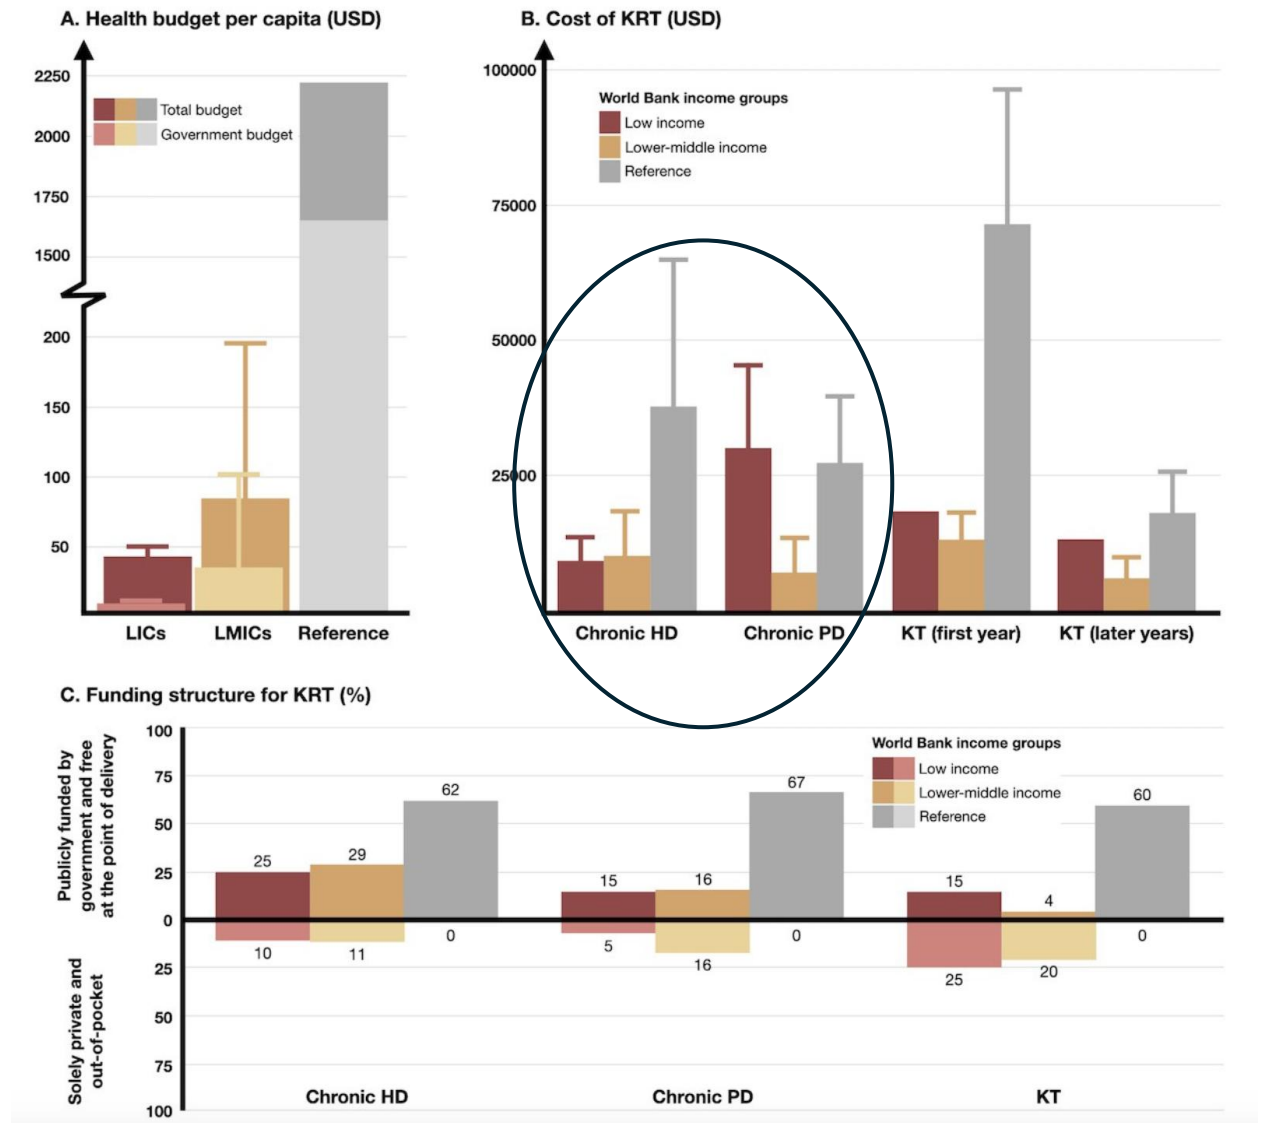 A. Health budget per capita (USD)
2250
2000
1750
1500
200
150
100
50
Total budget
Government budget
LICs LMICs Reference
B. Cost of KRT (USD)
100000
75000
50000
25000
World Bank income groups
Low income
Lower-middle income
Reference
Chronic HD Chronic PD KT (first year) KT (later years)
C. Funding structure for KRT (%)
Publicly funded by
government and free
at the point of delivery
Solely private and
out-of-pocket
100
75
50
25
0
25
50
75
100
World Bank income groups
Low income
Lower-middle income
Reference
25 29 62
10 11 0
15 16 67
5 16 0
15 4 60
25 20 0
Chronic HD Chronic PD KT